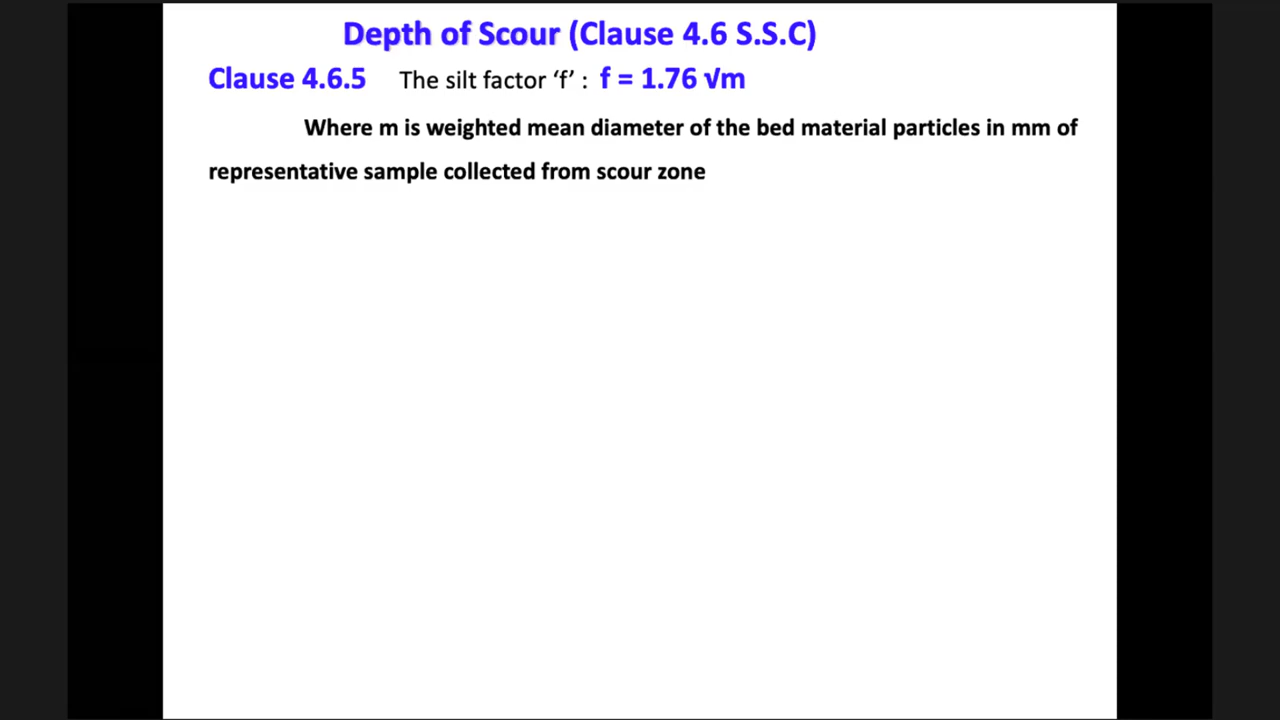 Depth of Scour (Clause 4.6 S.S.C)
Clause 4.6.5 The silt factor ‘f’ : f = 1.76 √m
Where m is weighted mean diameter of the bed material particles in mm of
representative sample collected from scour zone